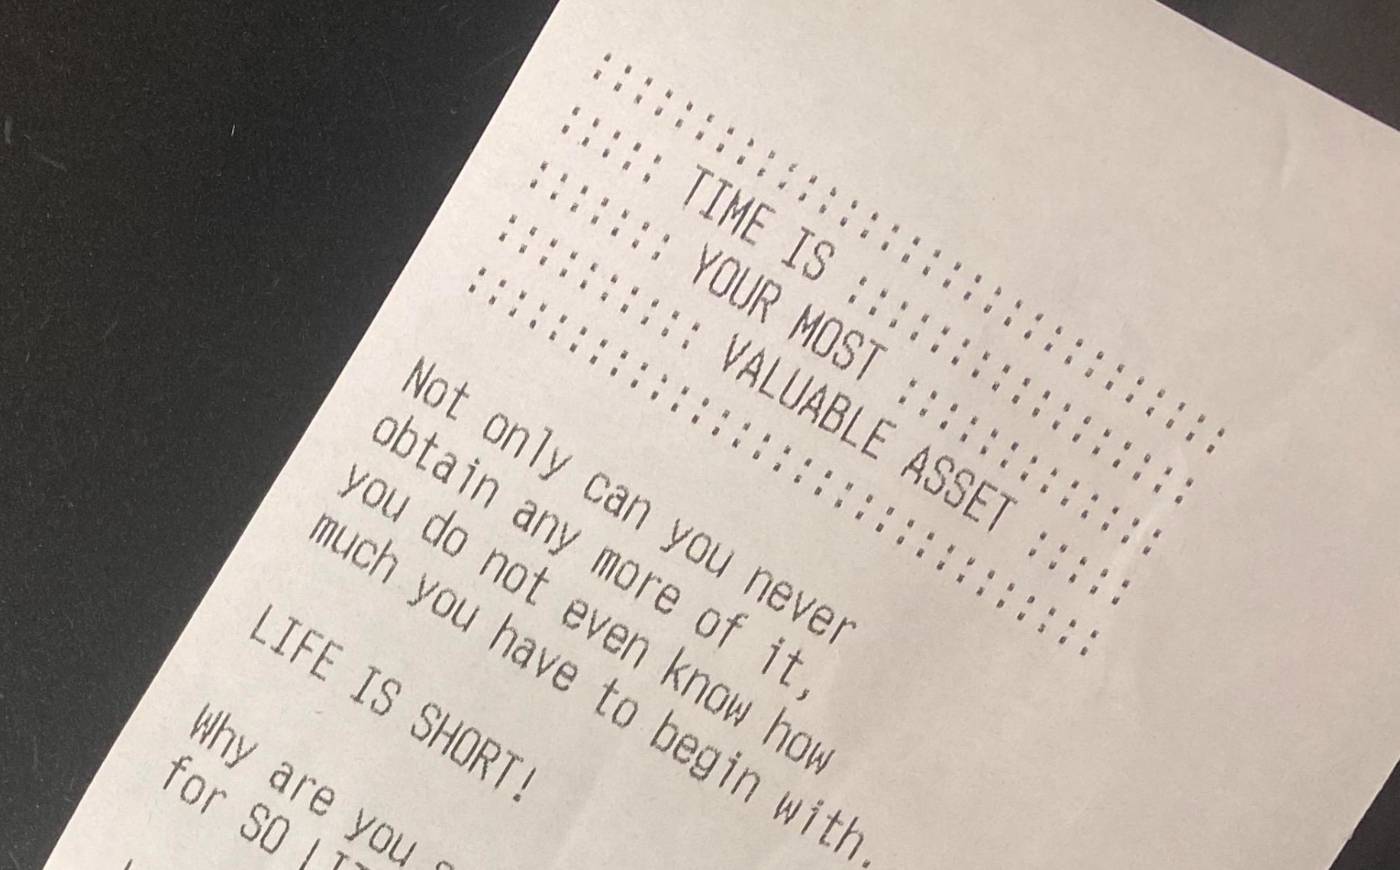 ::::::::::::::::::::::::::::::
::::: TIME IS :::::::::::::::::
::::::: YOUR MOST :::::::::::::
:::::::::: VALUABLE ASSET :::::
::::::::::::::::::::::::::::::
Not only can you never
obtain any more of it,
you do not even know how
much you have to begin with.
LIFE IS SHORT!
Why are you
for SO